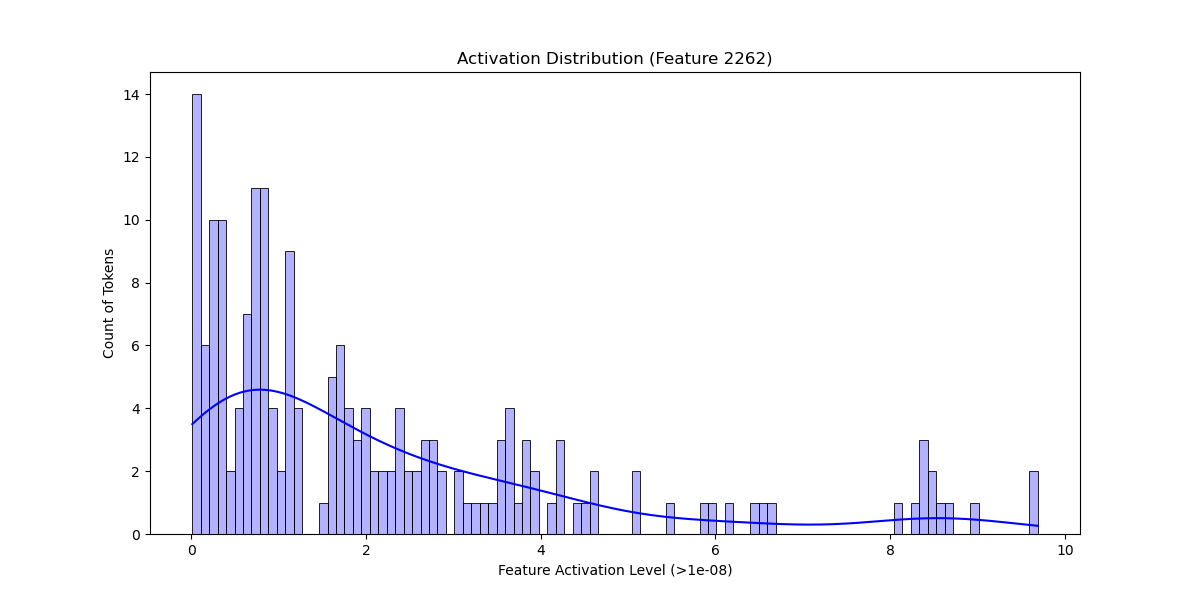 Activation Distribution (Feature 2262)
14
12
10
8
6
4
2
0
Count of Tokens
0 2 4 6 8 10
Feature Activation Level (>1e-08)